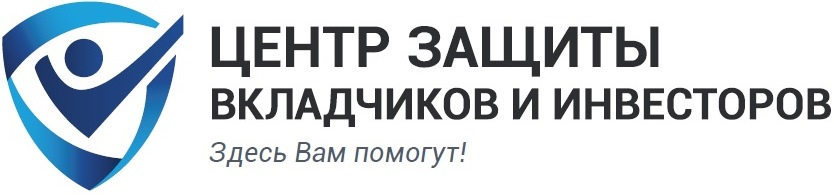 ЦЕНТР ЗАЩИТЫ
ВКЛАДЧИКОВ И ИНВЕСТОРОВ
Здесь Вам помогут!